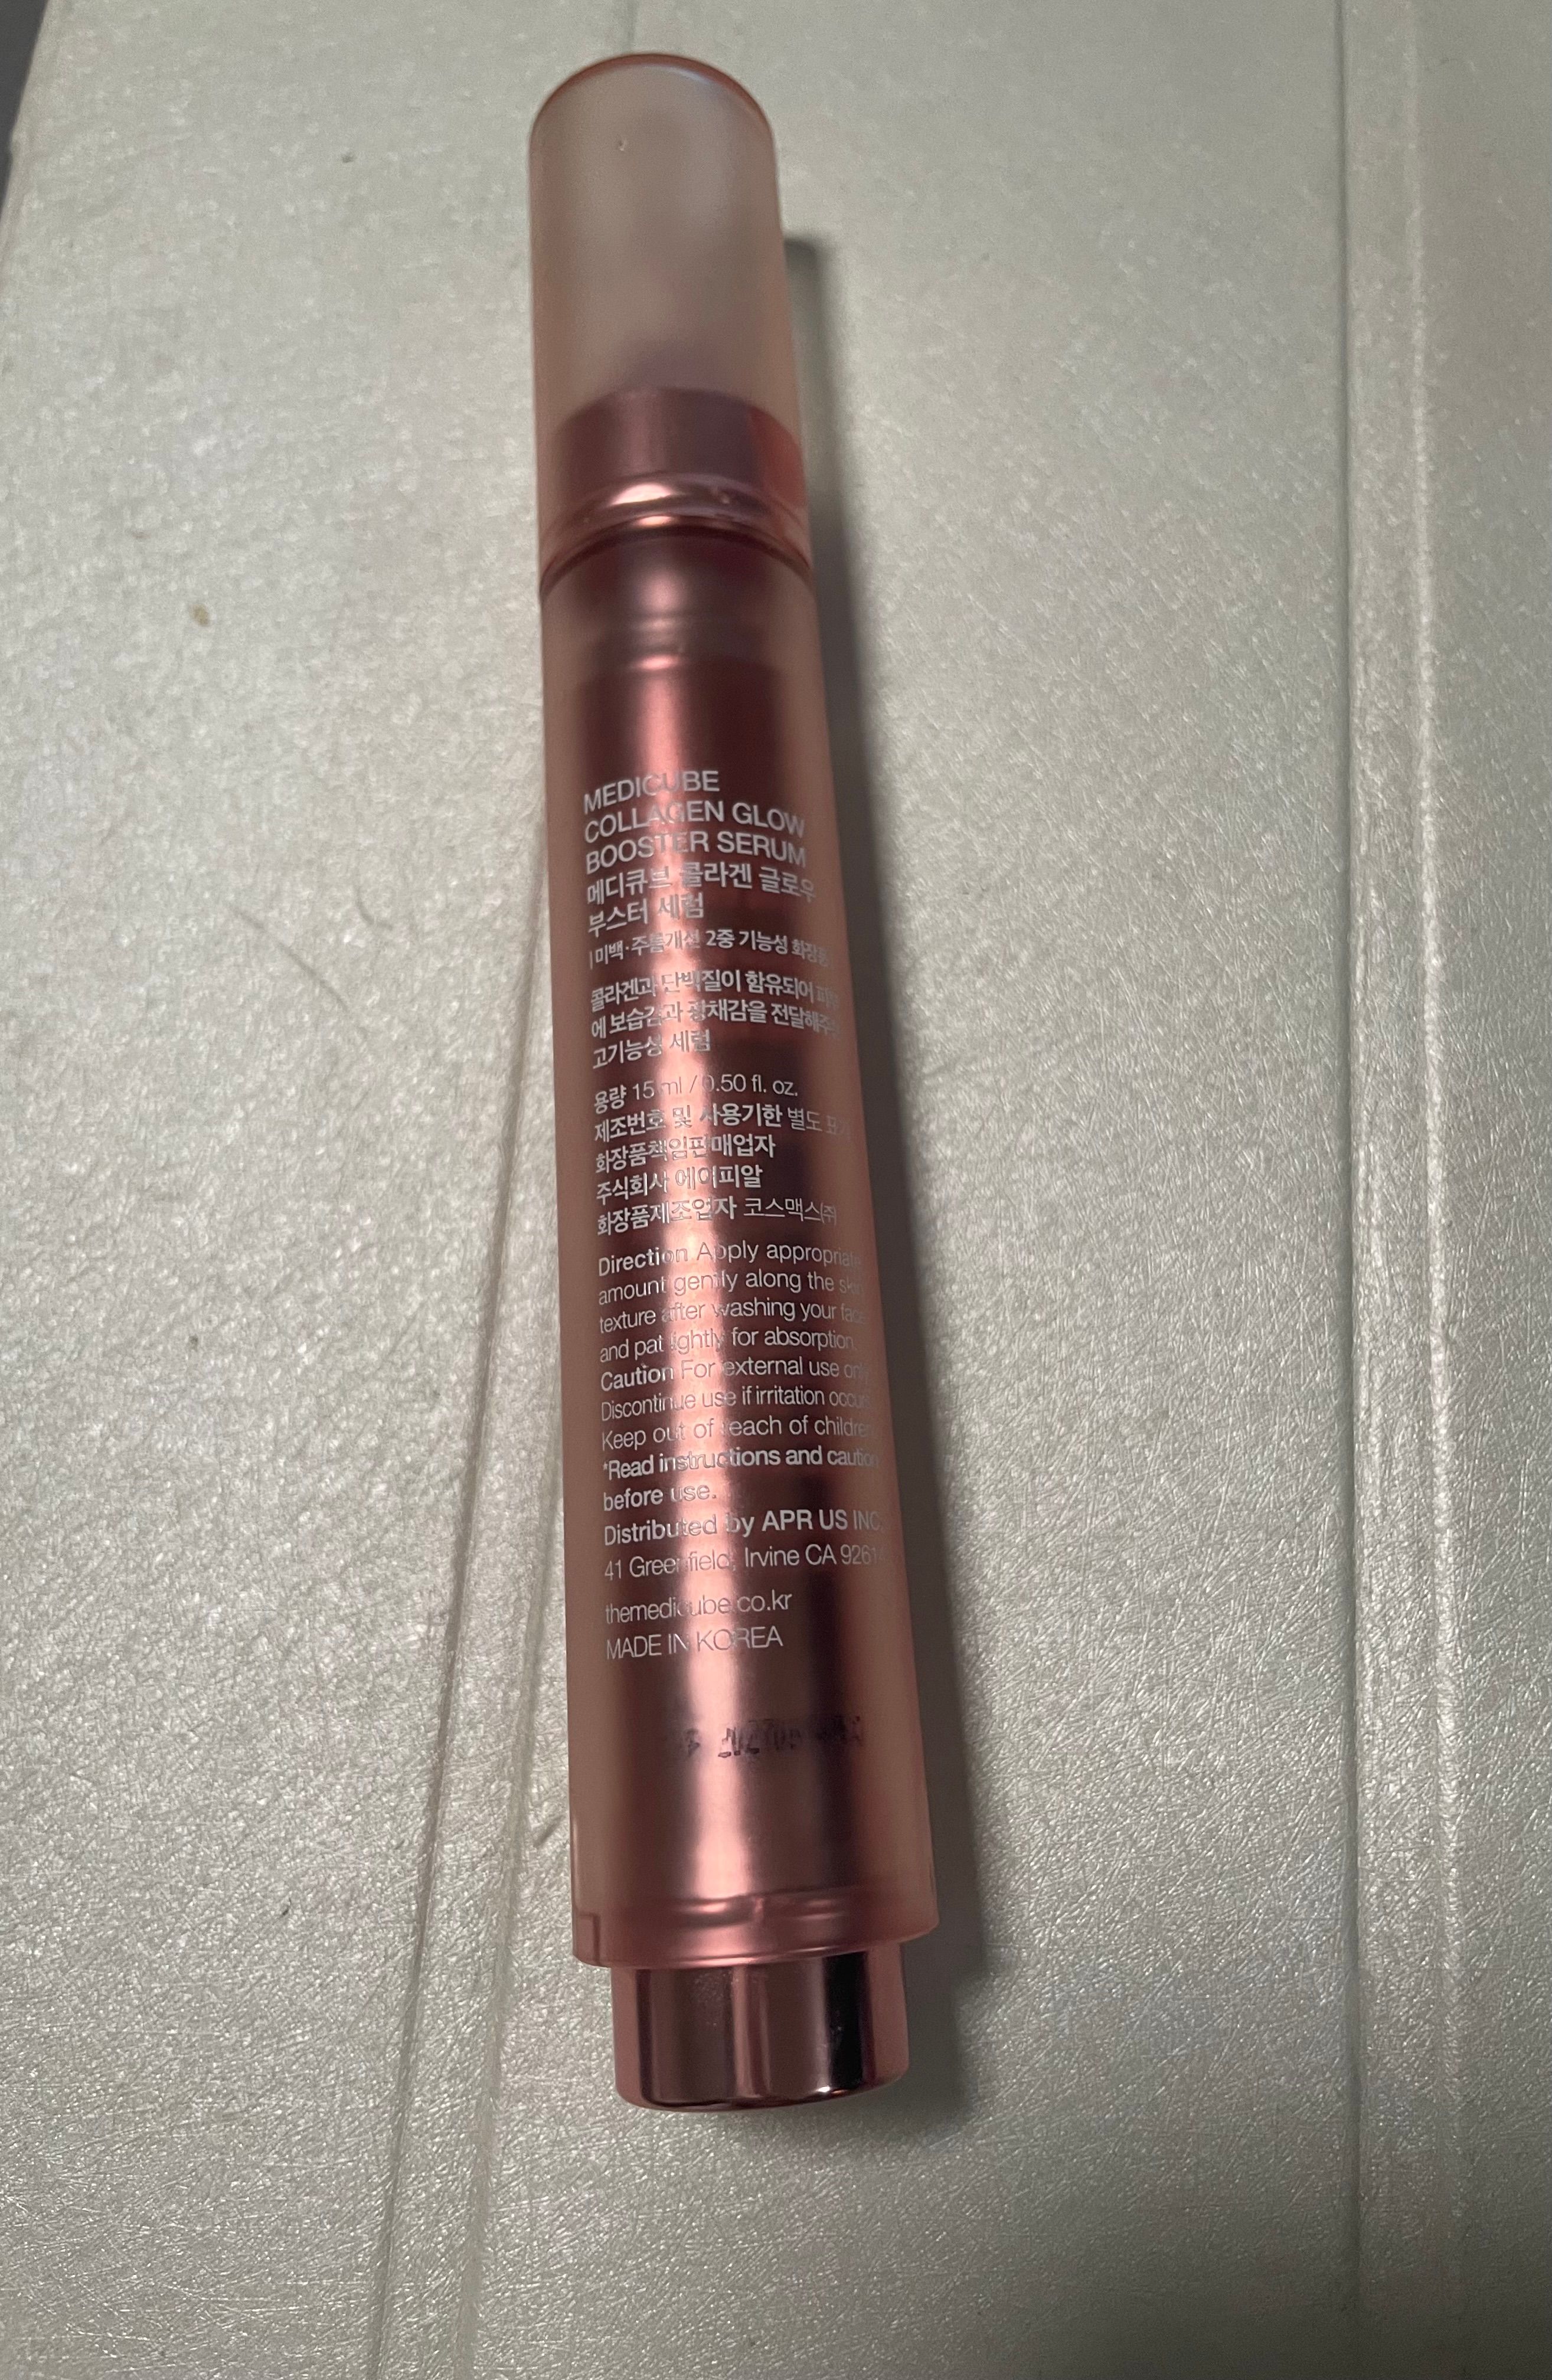 MEDICUBE
COLLAGEN GLOW
BOOSTER SERUM
메디큐브 콜라겐 글로우
부스터 세럼
미백·주름개선 2중 기능성 화장품
콜라겐과 단백질이 함유되어
에 보습감과 광채감을 전달해주는
고기능성 세럼
용량 15 ml / 0.50 fl. oz.
제조번호 및 사용기한 별도 표기
화장품책임판매업자
주식회사 에이피알
화장품제조업자 코스맥스㈜
Direction Apply appropriate
amount gently along the skin
texture after washing your face
and pat lightly for absorption.
Caution For external use only.
Discontinue use if irritation occurs.
Keep out of reach of children.
*Read instructions and caution
before use.
Distributed by APR US INC.
41 Greenfield, Irvine CA 92614
themedicube.co.kr
MADE IN KOREA